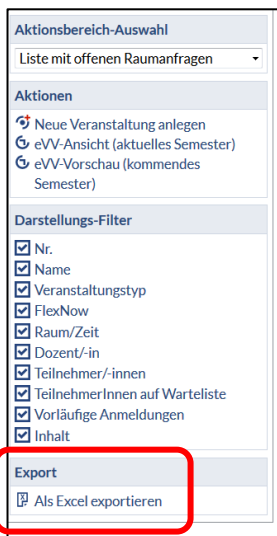 Aktionsbereich-Auswahl
Liste mit offenen Raumanfragen
Aktionen
Neue Veranstaltung anlegen
eVV-Ansicht (aktuelles Semester)
eVV-Vorschau (kommendes
Semester)
Darstellungs-Filter
Nr.
Name
Veranstaltungstyp
FlexNow
Raum/Zeit
Dozent/-in
Teilnehmer/-innen
TeilnehmerInnen auf Warteliste
Vorläufige Anmeldungen
Inhalt
Export
Als Excel exportieren